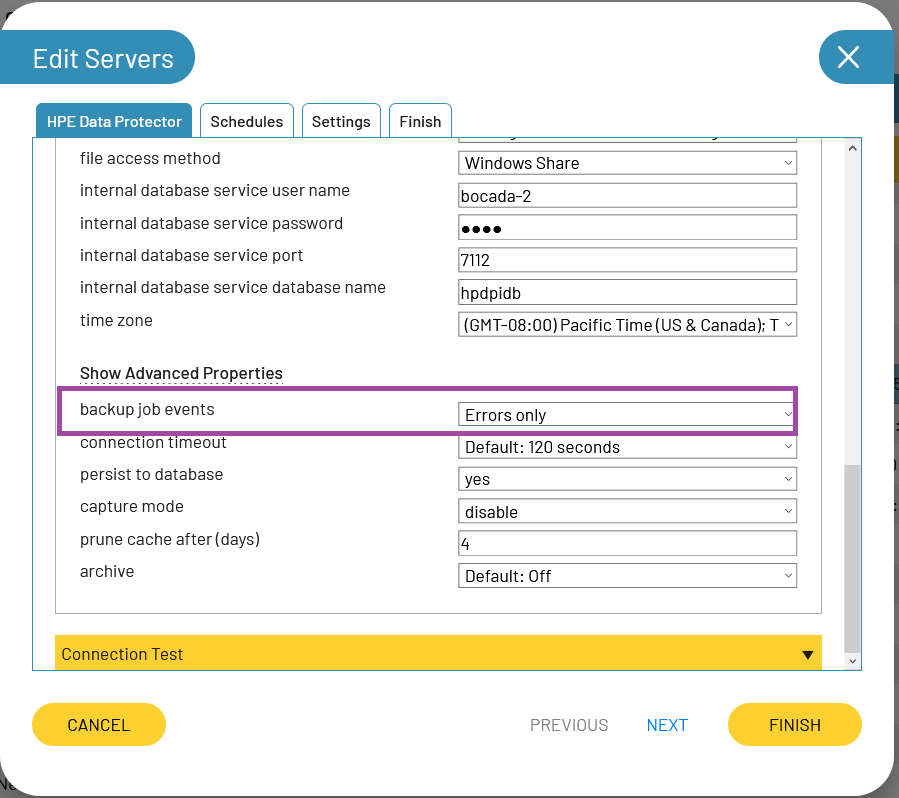 Edit Servers
HPE Data Protector
Schedules
Settings
Finish
file access method
Windows Share
internal database service user name
bocada-2
internal database service password
●●●●
internal database service port
7112
internal database service database name
hpdpidb
time zone
(GMT-08:00) Pacific Time (US & Canada); T
Show Advanced Properties
backup job events
Errors only
connection timeout
Default: 120 seconds
persist to database
yes
capture mode
disable
prune cache after (days)
4
archive
Default: Off
Connection Test
CANCEL
PREVIOUS
NEXT
FINISH